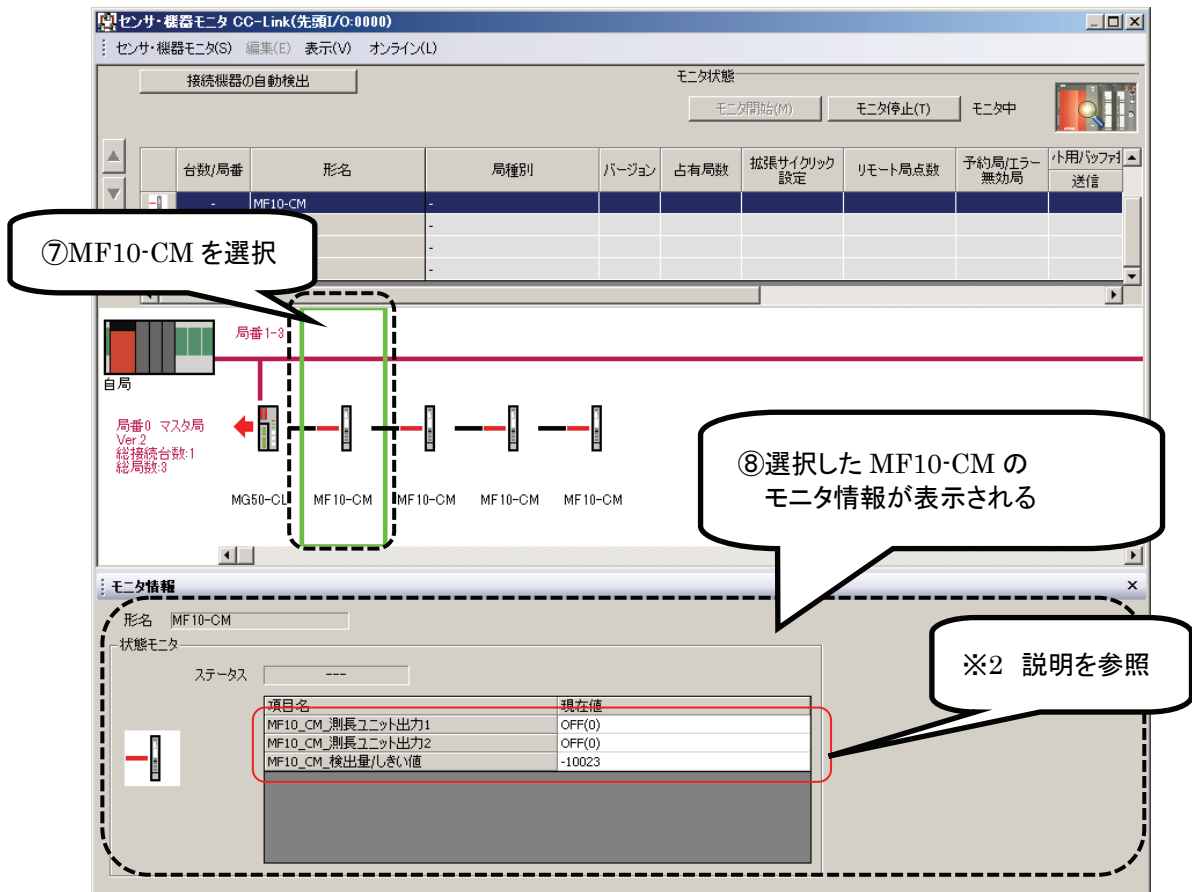 センサ・機器モニタ CC-Link(先頭I/O:0000)
センサ・機器モニタ(S) 編集(E) 表示(V) オンライン(L)
接続機器の自動検出
モニタ状態
モニタ開始(M) モニタ停止(T) モニタ中
台数/局番 形名 局種別 バージョン 占有局数 拡張サイクリック設定 リモート局点数 予約局/エラー無効局 ト用バッファ
送信
- MF10-CM -
-
-
-
⑦MF10-CM を選択
局番1-3
自局
局番0 マスタ局
Ver.2
総接続台数:1
総局数:3
MG50-CL MF10-CM MF10-CM MF10-CM MF10-CM
⑧選択した MF10-CM の
モニタ情報が表示される
モニタ情報
形名 MF10-CM
状態モニタ
ステータス ---
※2 説明を参照
項目名 現在値
MF10_CM_測長ユニット出力1 OFF(0)
MF10_CM_測長ユニット出力2 OFF(0)
MF10_CM_検出量/しきい値 -10023